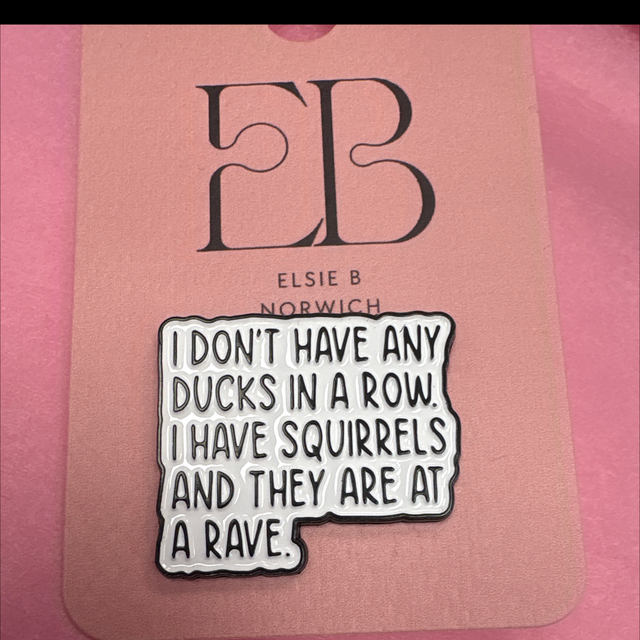 EB
ELSIE B
NORWICH
I DON'T HAVE ANY
DUCKS IN A ROW.
I HAVE SQUIRRELS
AND THEY ARE AT
A RAVE.